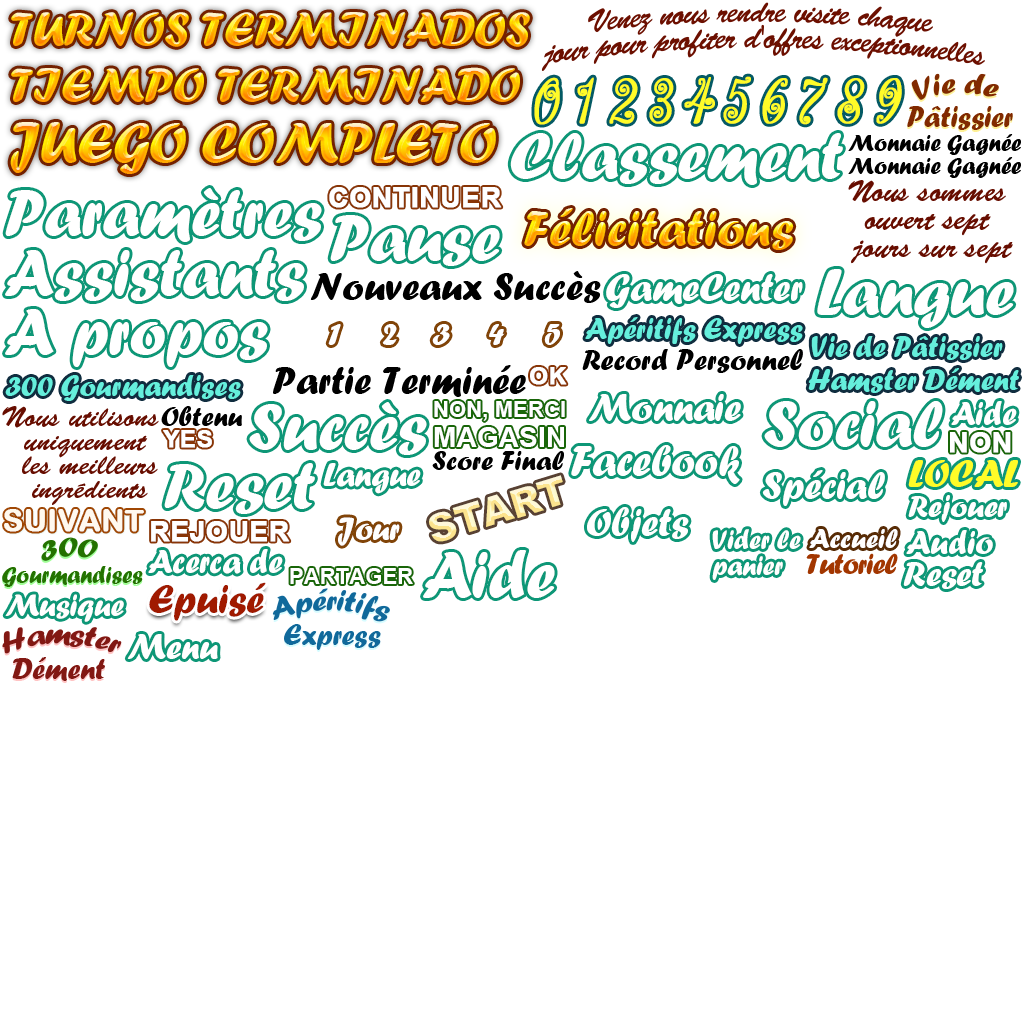 TURNOS TERMINADOS
TIEMPO TERMINADO
JUEGO COMPLETO
Venez nous rendre visite chaque
jour pour profiter d'offres exceptionnelles
0 1 2 3 4 5 6 7 8 9
Vie de
Pâtissier
Classement
Monnaie Gagnée
Monnaie Gagnée
Nous sommes
ouvert sept
jours sur sept
Paramètres
CONTINUER
Pause
Félicitations
Assistants
Nouveaux Succès
GameCenter
Langue
A propos
1 2 3 4 5
Apéritifs Express
Record Personnel
Vie de Pâtissier
Hamster Dément
300 Gourmandises
Partie Terminée
OK
Nous utilisons
uniquement
les meilleurs
ingrédients
Obtenu
YES
Succès
NON, MERCI
MAGASIN
Score Final
Monnaie
Social
Aide
NON
Reset
Langue
Facebook
Spécial
LOCAL
Rejouer
SUIVANT
REJOUER
Jour
START
Objets
300
Gourmandises
Acerca de
PARTAGER
Aide
Vider le
panier
Accueil
Tutoriel
Audio
Reset
Musique
Epuisé
Apéritifs
Express
Hamster
Dément
Menu